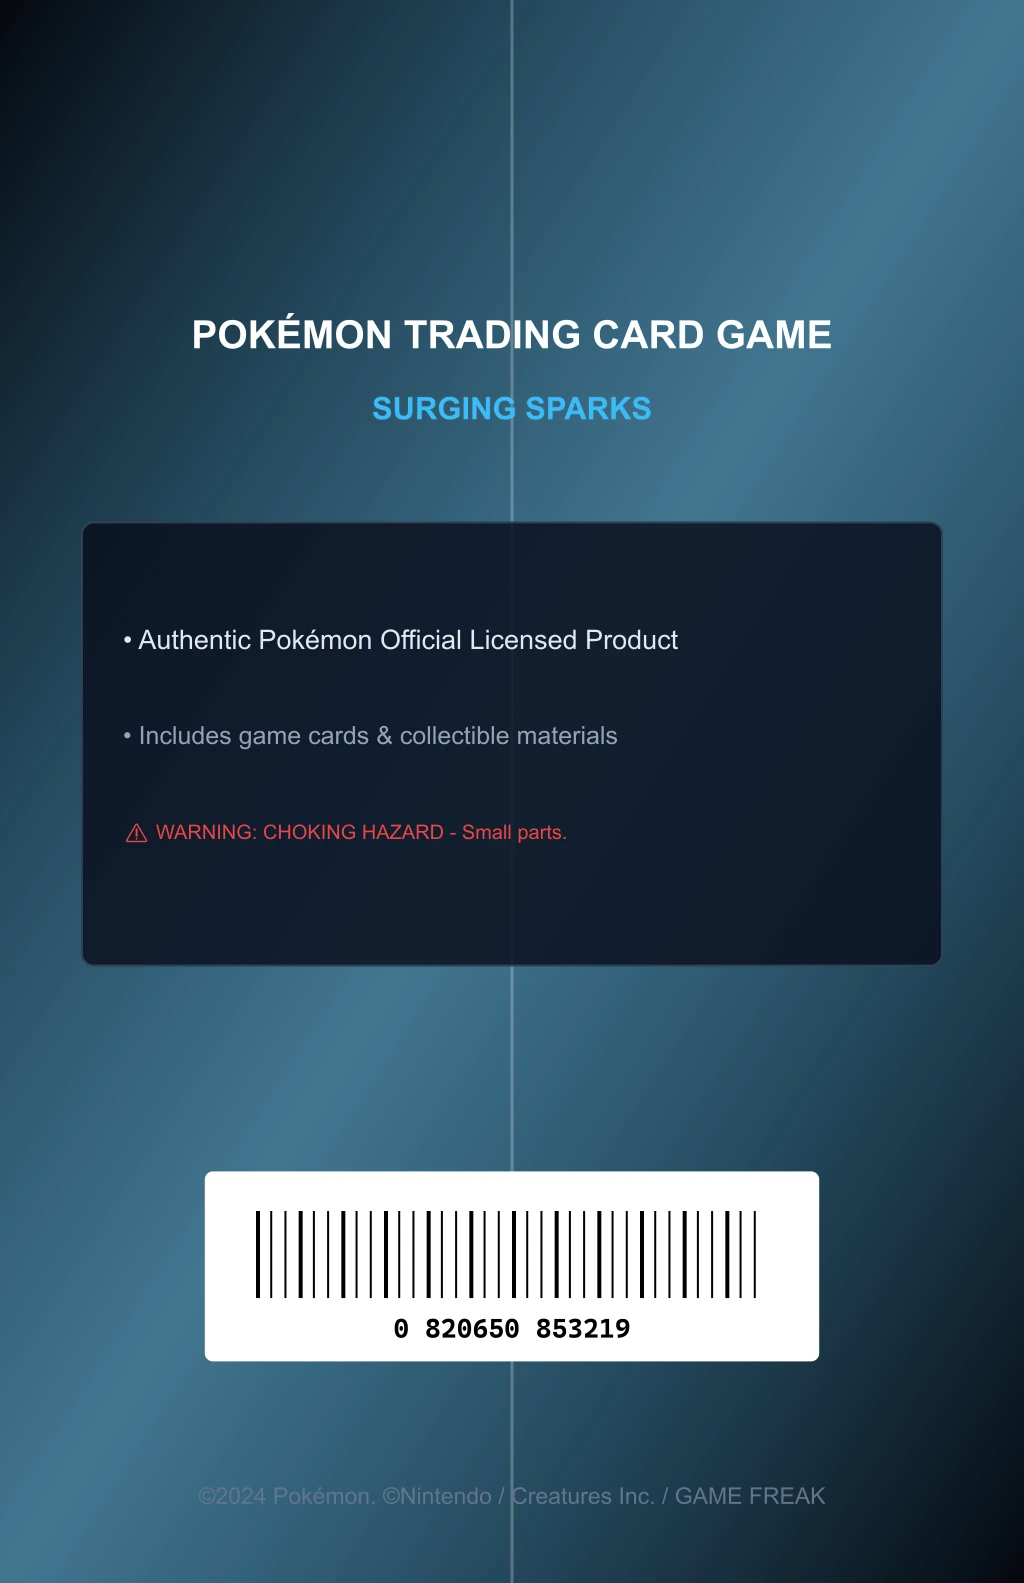 POKÉMON TRADING CARD GAME
SURGING SPARKS
• Authentic Pokémon Official Licensed Product
• Includes game cards & collectible materials
⚠ WARNING: CHOKING HAZARD - Small parts.
0 820650 853219
©2024 Pokémon. ©Nintendo / Creatures Inc. / GAME FREAK